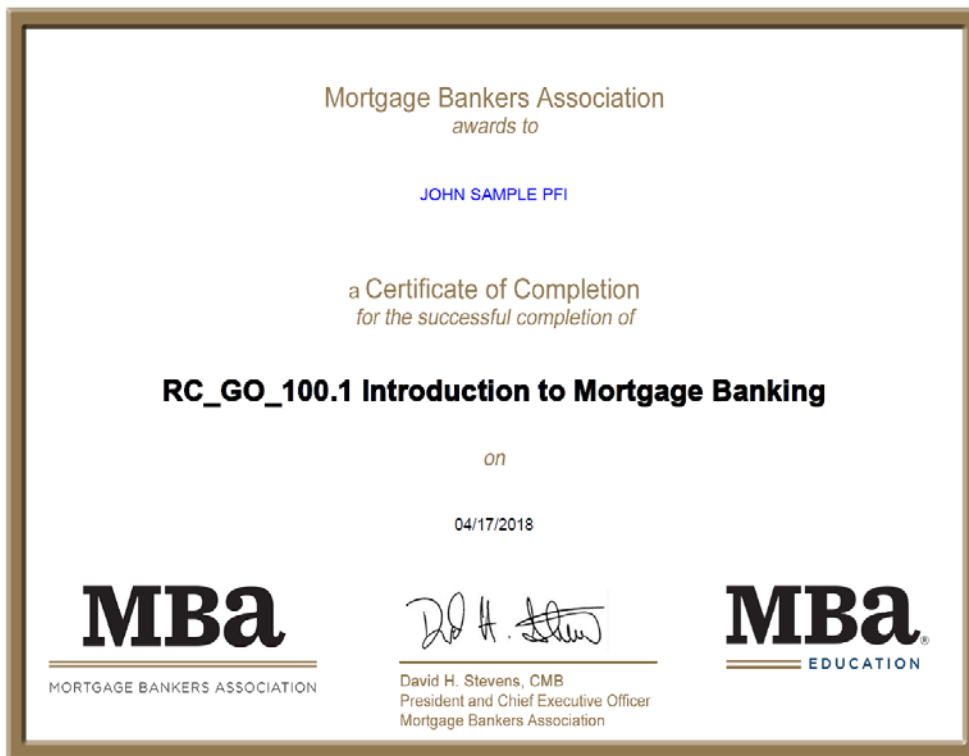 Mortgage Bankers Association
awards to
JOHN SAMPLE PFI
a Certificate of Completion
for the successful completion of
RC_GO_100.1 Introduction to Mortgage Banking
on
04/17/2018
MBa
MORTGAGE BANKERS ASSOCIATION
David H. Stevens, CMB
President and Chief Executive Officer
Mortgage Bankers Association
MBa®
EDUCATION